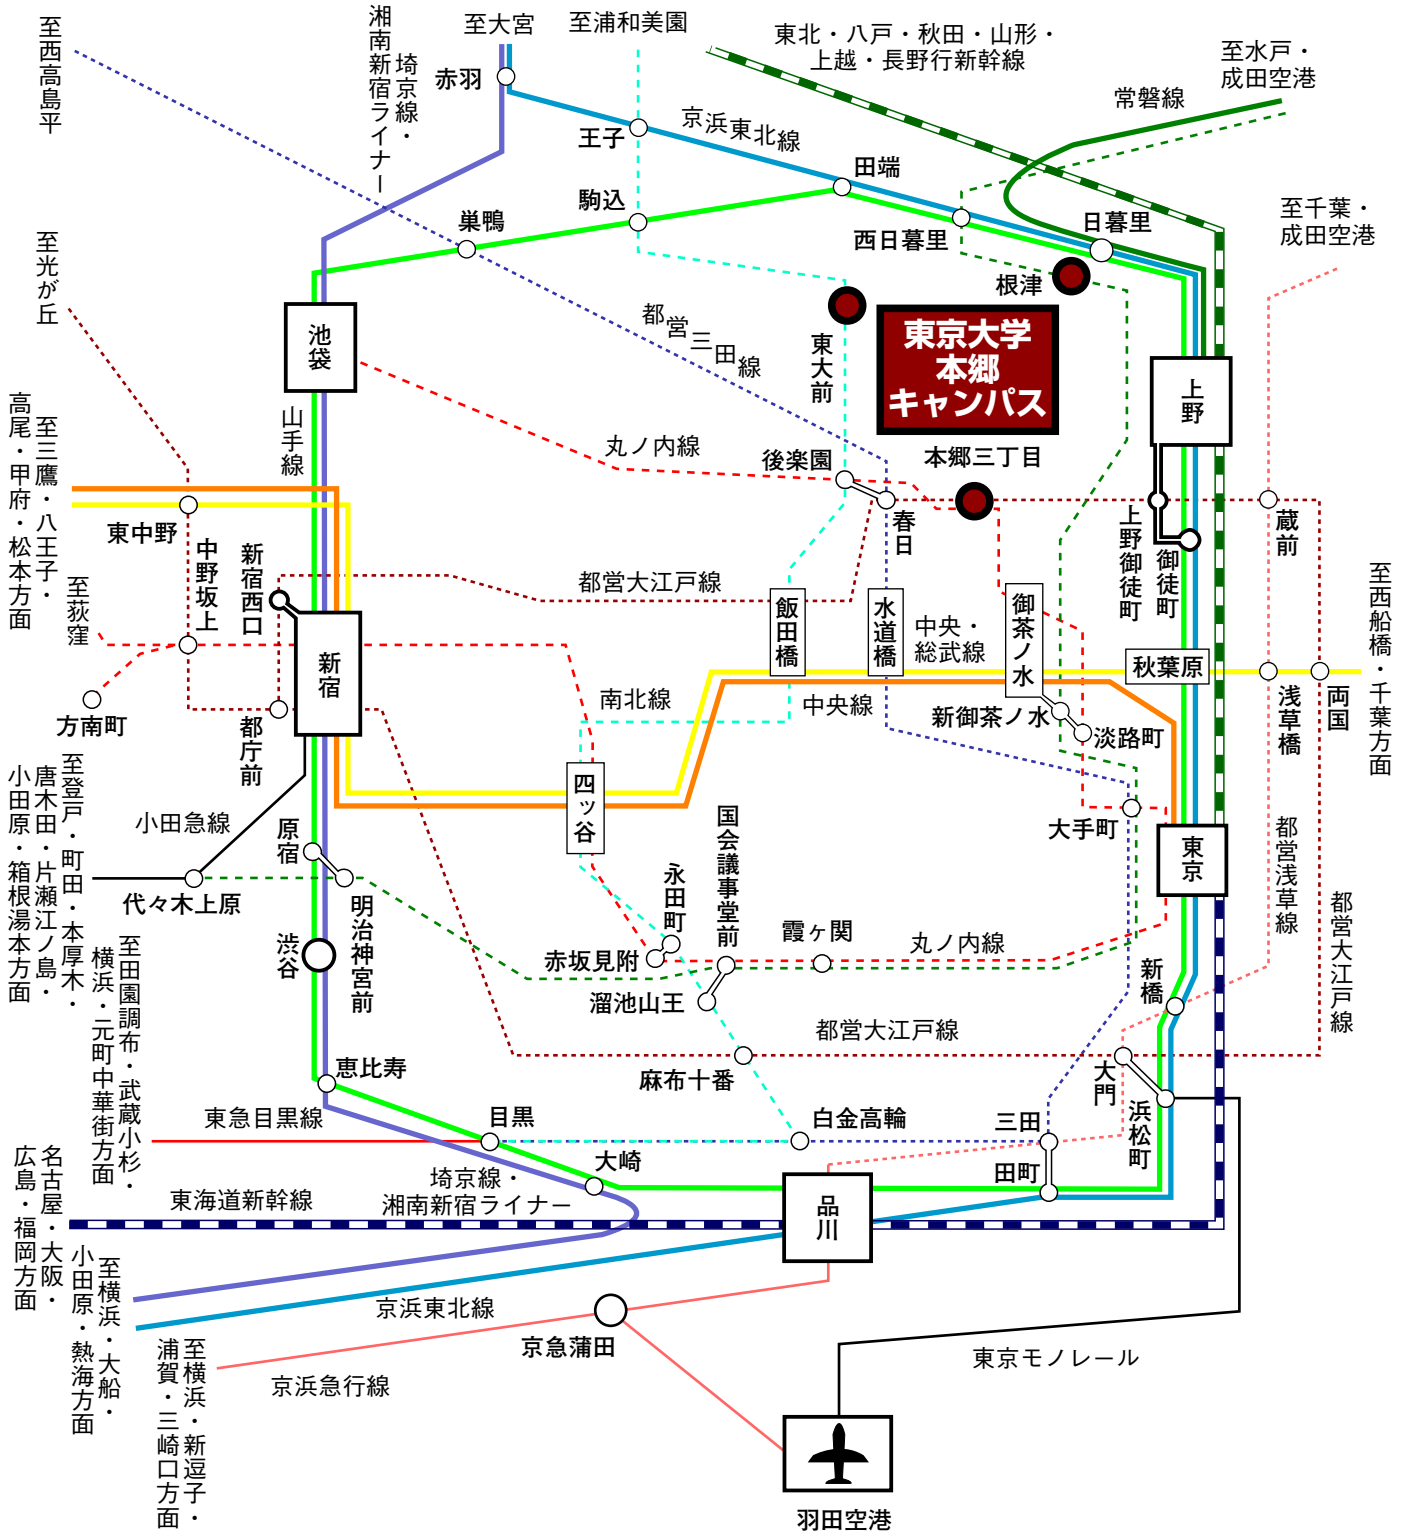 至西高島平
湘南新宿ライナー
埼京線・
至大宮
至浦和美園
東北・八戸・秋田・山形・
上越・長野行新幹線
至水戸・
成田空港
常磐線
赤羽
王子
京浜東北線
田端
駒込
巣鴨
西日暮里
日暮里
至千葉・
成田空港
至光が丘
根津
池袋
都営三田線
東大前
東京大学
本郷
キャンパス
上野
山手線
高尾・甲府・松本方面
至三鷹・八王子・
丸ノ内線
後楽園
本郷三丁目
春日
東中野
中野坂上
新宿西口
上野御徒町
御徒町
蔵前
至荻窪
都営大江戸線
飯田橋
水道橋
中央・
総武線
御茶ノ水
秋葉原
至西船橋・千葉方面
新宿
方南町
都庁前
南北線
中央線
新御茶ノ水
淡路町
浅草橋
両国
小田原・箱根湯本方面
唐木田・片瀬江ノ島・
至登戸・町田・本厚木・
小田急線
四ッ谷
国会議事堂前
大手町
東京
都営浅草線
原宿
代々木上原
明治神宮前
永田町
渋谷
赤坂見附
霞ヶ関
丸ノ内線
都営大江戸線
横浜・元町中華街方面
至田園調布・武蔵小杉・
溜池山王
新橋
都営大江戸線
恵比寿
麻布十番
大門
浜松町
東急目黒線
目黒
白金高輪
三田
広島・福岡方面
名古屋・大阪・
大崎
田町
埼京線・
湘南新宿ライナー
東海道新幹線
品川
小田原・熱海方面
至横浜・大船・
京浜東北線
京急蒲田
浦賀・三崎口方面
至横浜・新逗子・
京浜急行線
東京モノレール
羽田空港